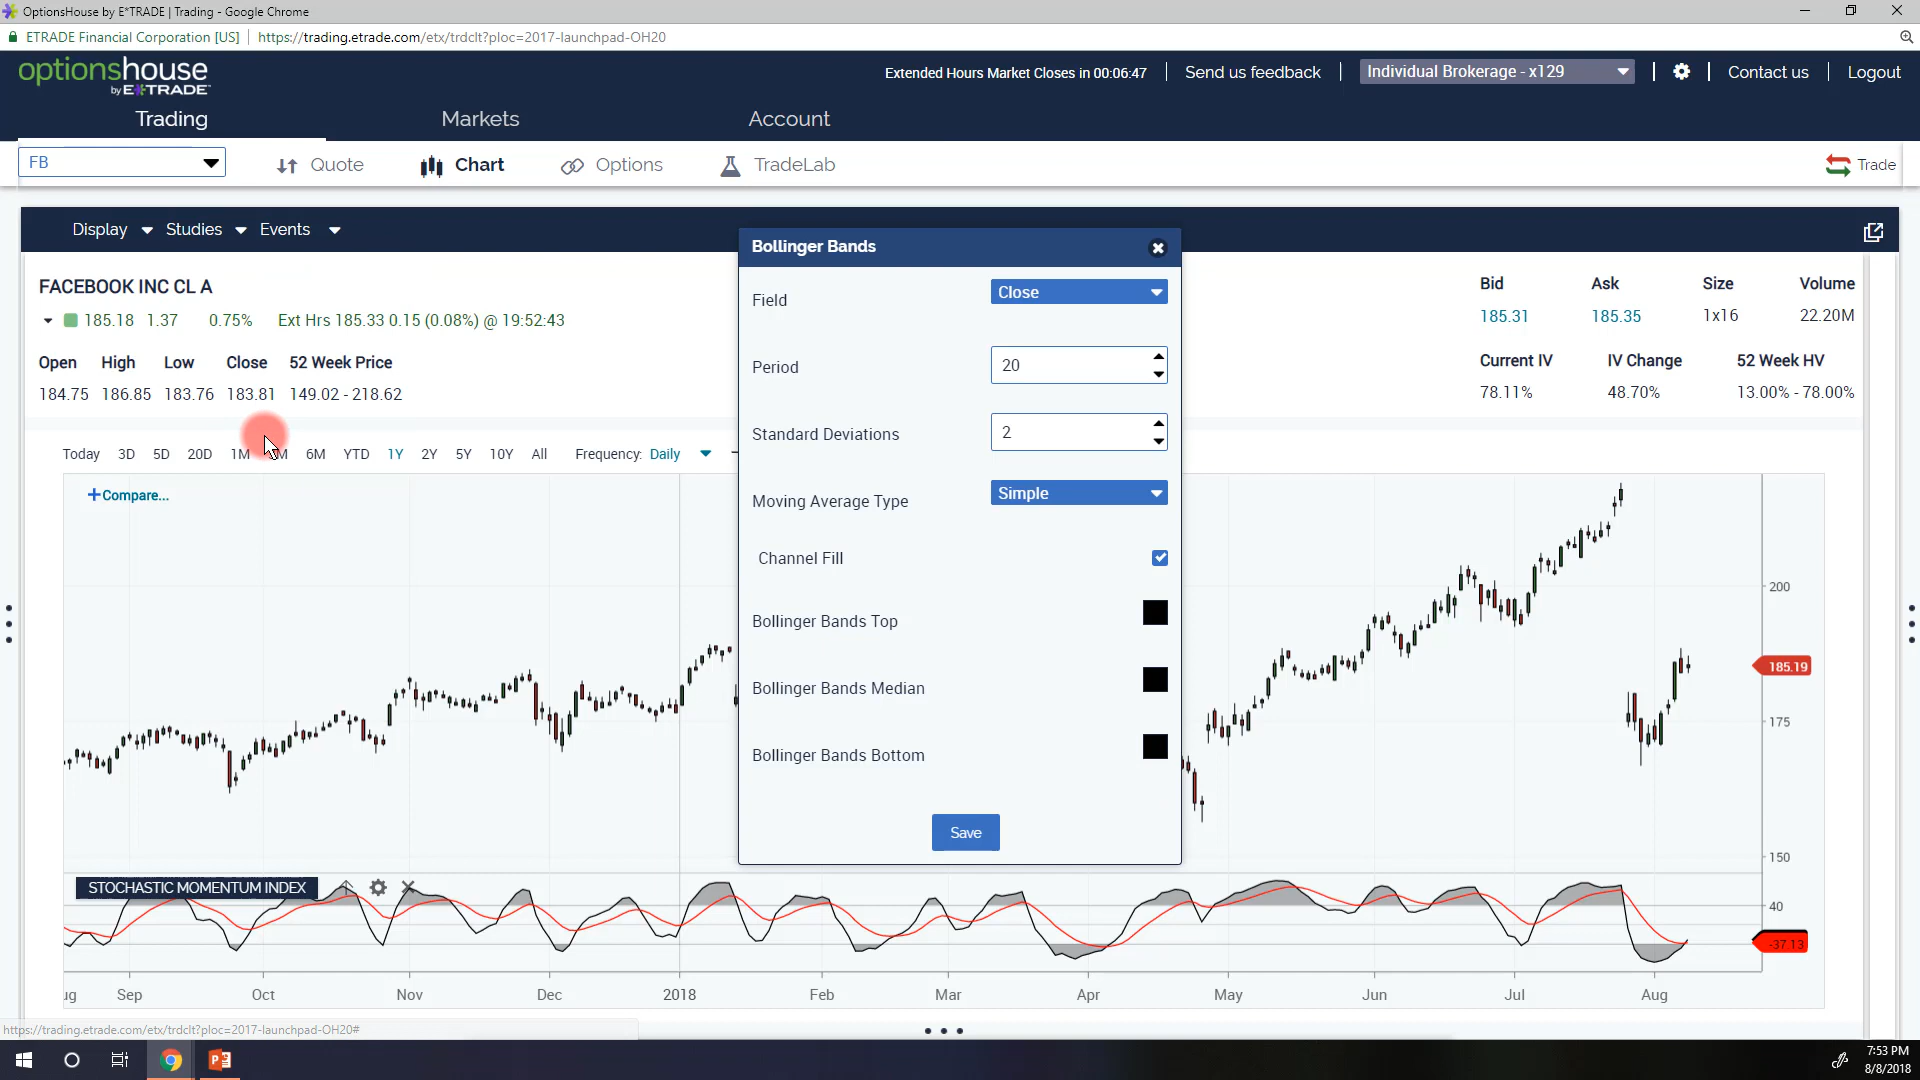 OptionsHouse by E*TRADE | Trading - Google Chrome
ETRADE Financial Corporation [US] | https://trading.etrade.com/etx/trdclt?ploc=2017-launchpad-OH20
optionshouse
by E*TRADE
Extended Hours Market Closes in 00:06:47 | Send us feedback | Individual Brokerage - x129 | | Contact us | Logout
Trading Markets Account
FB Quote Chart Options TradeLab Trade
Display Studies Events
Bollinger Bands
FACEBOOK INC CL A
185.18 1.37 0.75% Ext Hrs 185.33 0.15 (0.08%) @ 19:52:43
Open High Low Close 52 Week Price
184.75 186.85 183.76 183.81 149.02 - 218.62
Field Close
Period 20
Standard Deviations 2
Moving Average Type Simple
Channel Fill
Bollinger Bands Top
Bollinger Bands Median
Bollinger Bands Bottom
Save
Bid Ask Size Volume
185.31 185.35 1x16 22.20M
Current IV IV Change 52 Week HV
78.11% 48.70% 13.00% - 78.00%
Today 3D 5D 20D 1M 6M YTD 1Y 2Y 5Y 10Y All Frequency: Daily
+Compare...
200
185.19
175
150
STOCHASTIC MOMENTUM INDEX
40
-37.13
ug Sep Oct Nov Dec 2018 Feb Mar Apr May Jun Jul Aug
https://trading.etrade.com/etx/trdclt?ploc=2017-launchpad-OH20#
7:53 PM
8/8/2018